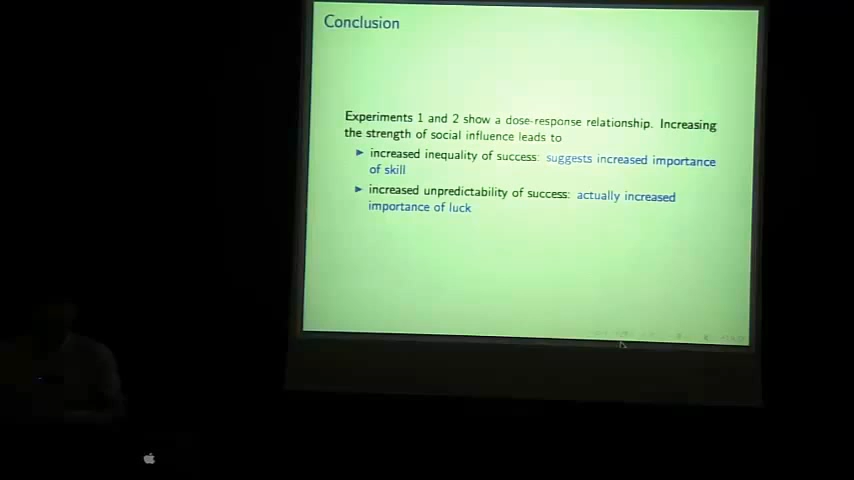 Conclusion
Experiments 1 and 2 show a dose-response relationship. Increasing
the strength of social influence leads to
► increased inequality of success: suggests increased importance
of skill
► increased unpredictability of success: actually increased
importance of luck